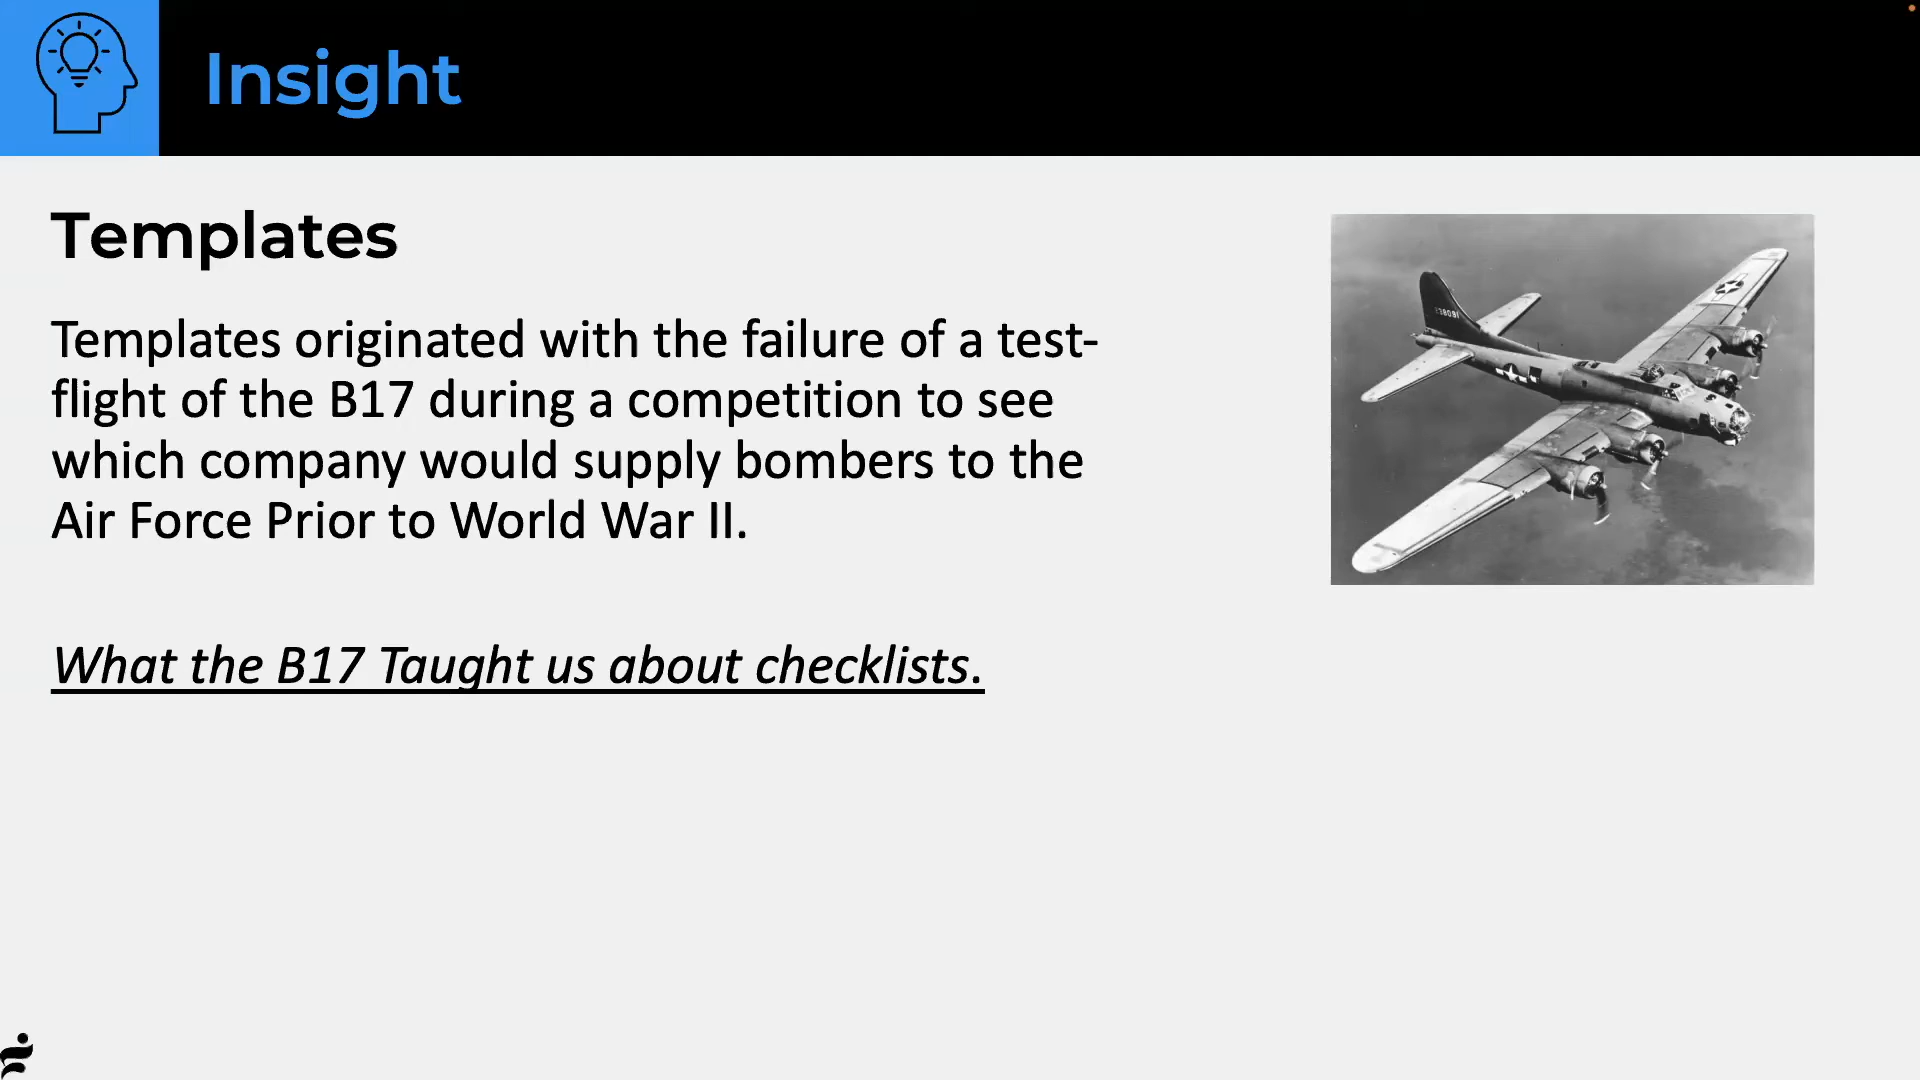 Insight
Templates
Templates originated with the failure of a test-
flight of the B17 during a competition to see
which company would supply bombers to the
Air Force Prior to World War II.
What the B17 Taught us about checklists.